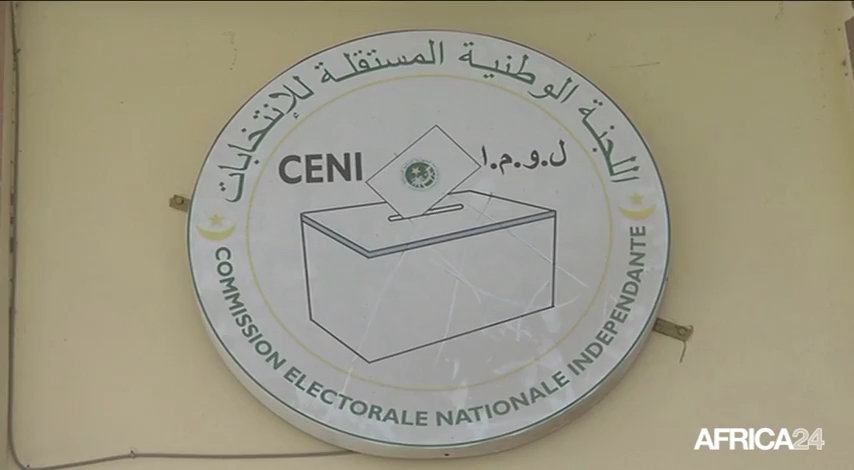 اللجنة الوطنية المستقلة للإنتخابات
CENI
ل.و.م.ا
COMMISSION ELECTORALE NATIONALE INDEPENDANTE
AFRICA24